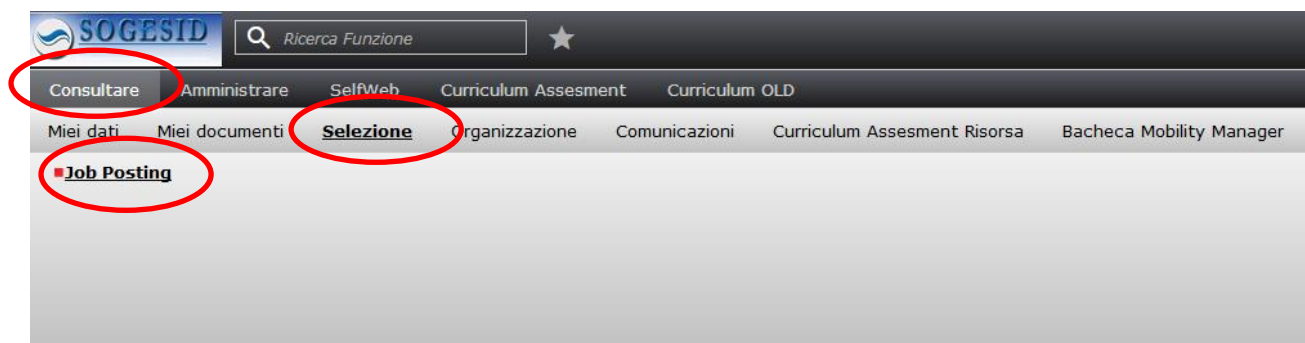 SOGESID Ricerca Funzione
Consultare Amministrare SelfWeb Curriculum Assesment Curriculum OLD
Miei dati Miei documenti Selezione Organizzazione Comunicazioni Curriculum Assesment Risorsa Bacheca Mobility Manager
Job Posting